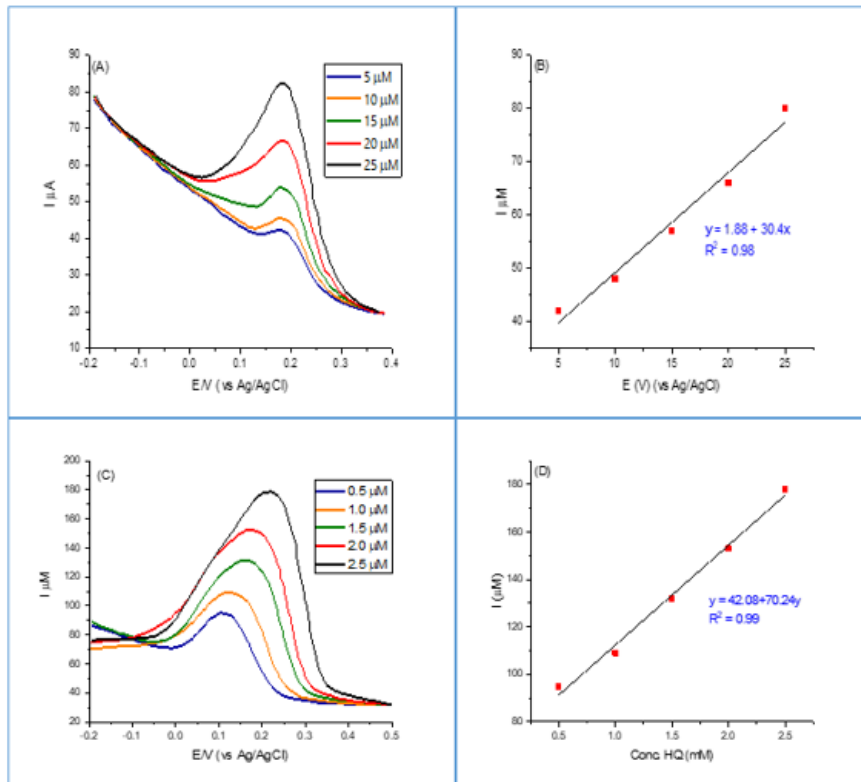 (A)
90
80
70
60
50
40
30
20
10
I µA
-0.2 -0.1 0.0 0.1 0.2 0.3 0.4
E/V ( vs Ag/AgCl)
5 µM
10 µM
15 µM
20 µM
25 µM
(B)
80
60
40
I µM
5 10 15 20 25
E (V) vs Ag/AgCl)
y = 1.88 + 30.4x
R² = 0.98
(C)
200
180
160
140
120
100
80
60
40
20
I µM
-0.2 -0.1 0.0 0.1 0.2 0.3 0.4 0.5
E/V (vs Ag/AgCl)
0.5 µM
1.0 µM
1.5 µM
2.0 µM
2.5 µM
(D)
180
160
140
120
100
80
I (µM)
0.5 1.0 1.5 2.0 2.5
Conc. HQ (mM)
y = 42.08+70.24y
R² = 0.99